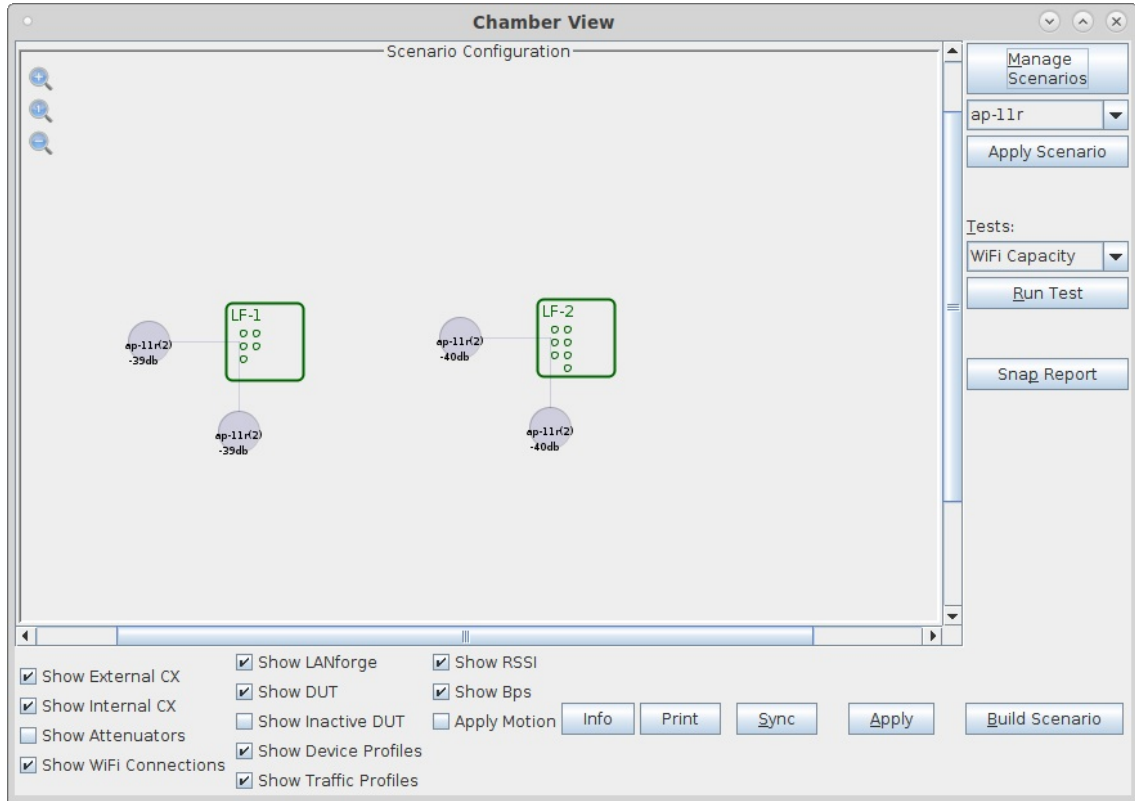 Chamber View
Scenario Configuration
Manage
Scenarios
ap-11r
Apply Scenario
Tests:
WiFi Capacity
Run Test
Snap Report
LF-1
ap-11r(2)
-39db
ap-11r(2)
-39db
LF-2
ap-11r(2)
-40db
ap-11r(2)
-40db
Show External CX
Show Internal CX
Show Attenuators
Show WiFi Connections
Show LANforge
Show DUT
Show Inactive DUT
Show Device Profiles
Show Traffic Profiles
Show RSSI
Show Bps
Apply Motion
Info
Print
Sync
Apply
Build Scenario